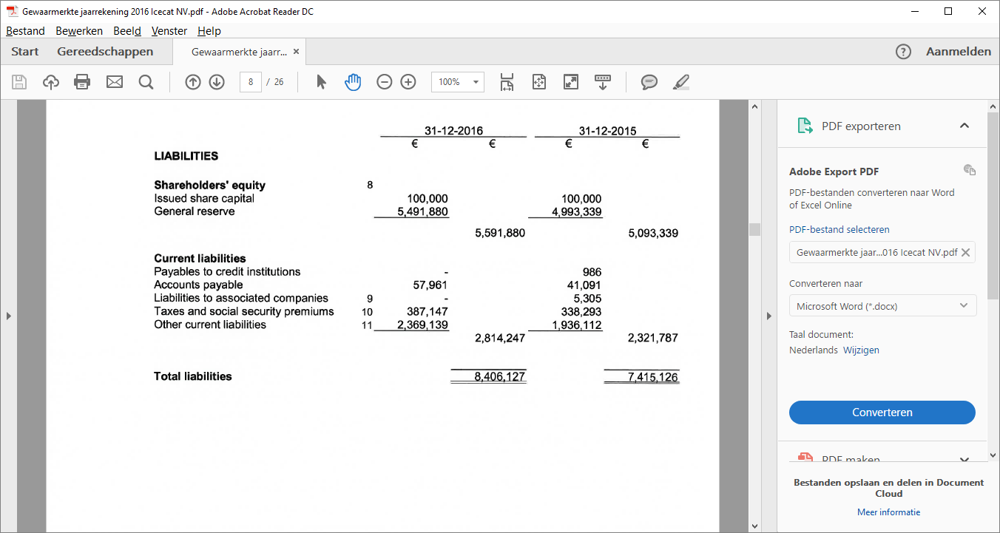 Gewaarmerkte jaarrekening 2016 Icecat NV.pdf - Adobe Acrobat Reader DC
Bestand Bewerken Beeld Venster Help
Start Gereedschappen Gewaarmerkte jaarr... × ? Aanmelden
8 / 26 100%
31-12-2016 31-12-2015
€ € € €
LIABILITIES
Shareholders' equity 8
Issued share capital 100,000 100,000
General reserve 5,491,880 4,993,339
5,591,880 5,093,339
Current liabilities
Payables to credit institutions - 986
Accounts payable 57,961 41,091
Liabilities to associated companies 9 - 5,305
Taxes and social security premiums 10 387,147 338,293
Other current liabilities 11 2,369,139 1,936,112
2,814,247 2,321,787
Total liabilities 8,406,127 7,415,126
PDF exporteren
Adobe Export PDF
PDF-bestanden converteren naar Word
of Excel Online
PDF-bestand selecteren
Gewaarmerkte jaar...016 Icecat NV.pdf
Converteren naar
Microsoft Word (*.docx)
Taal document:
Nederlands Wijzigen
Converteren
PDF maken
Bestanden opslaan en delen in Document
Cloud
Meer informatie